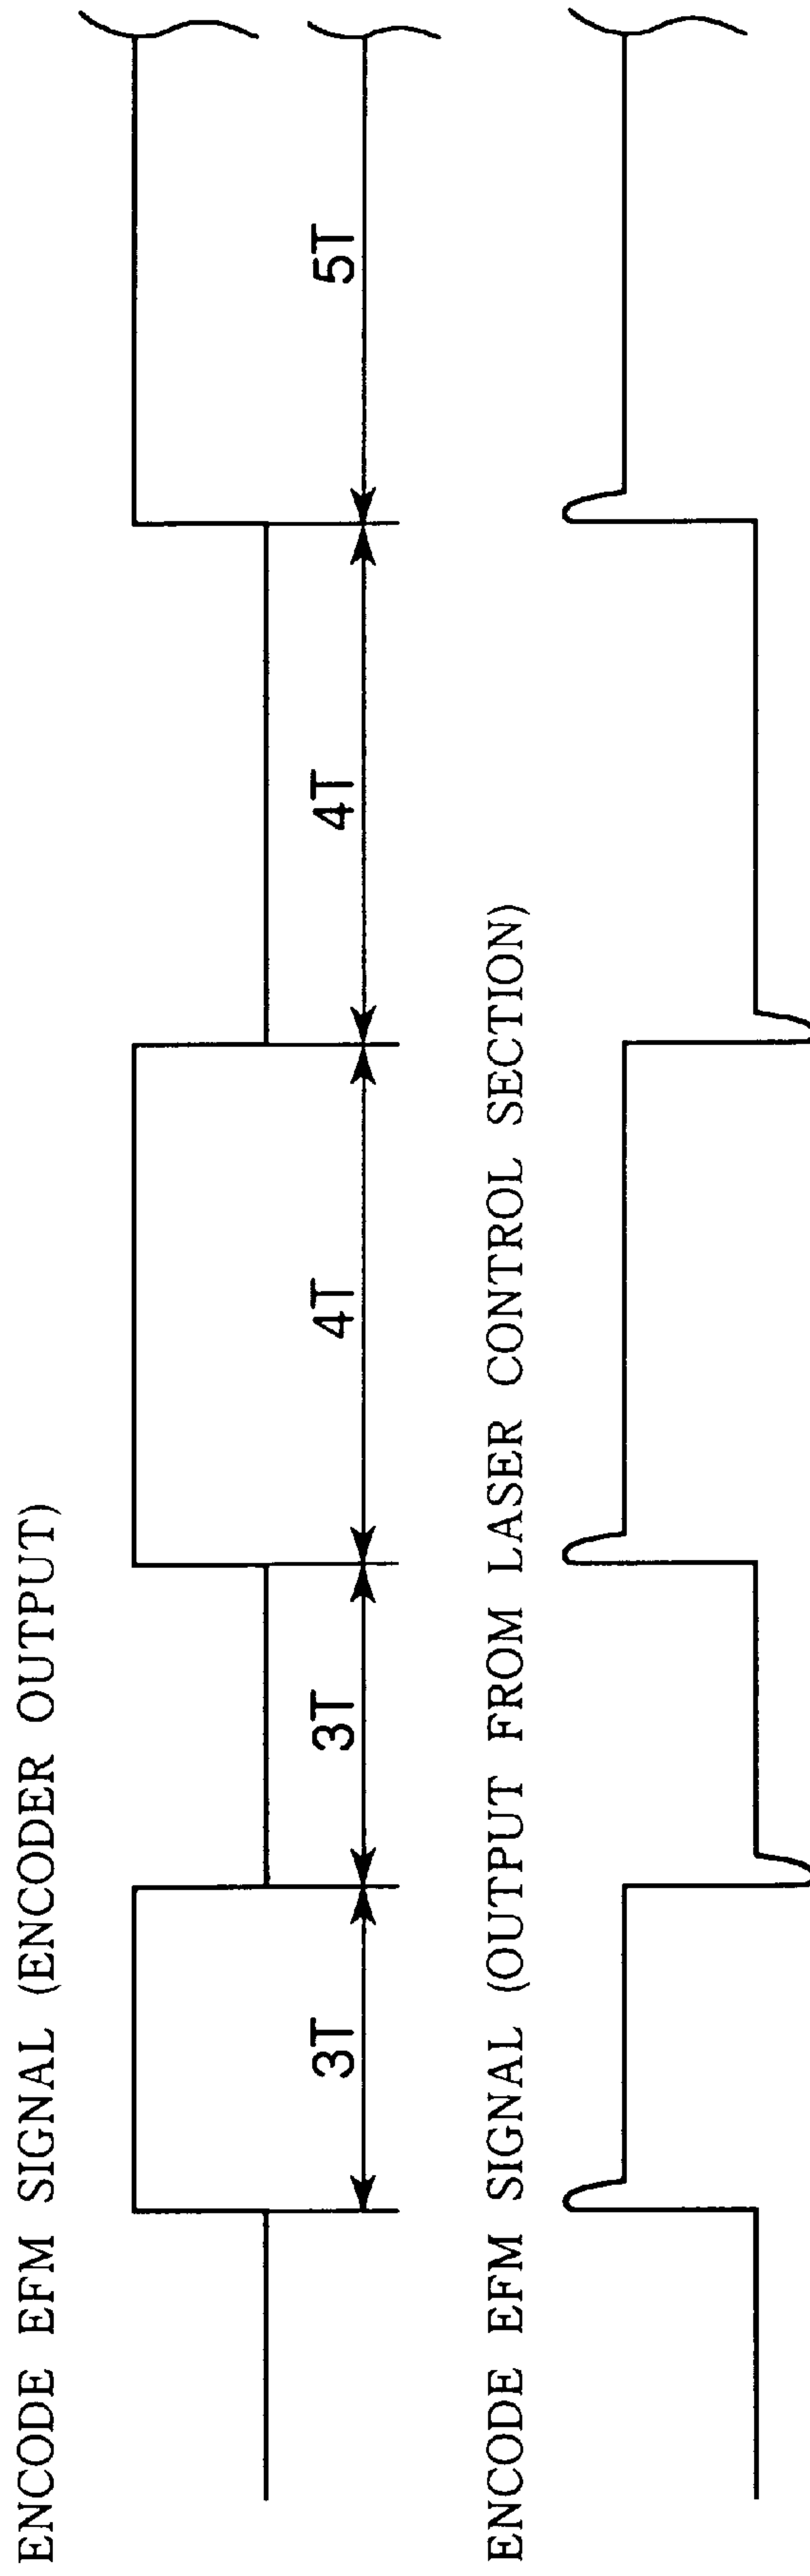 ENCODE EFM SIGNAL (ENCODER OUTPUT)
3T 3T 4T 4T 5T
ENCODE EFM SIGNAL (OUTPUT FROM LASER CONTROL SECTION)